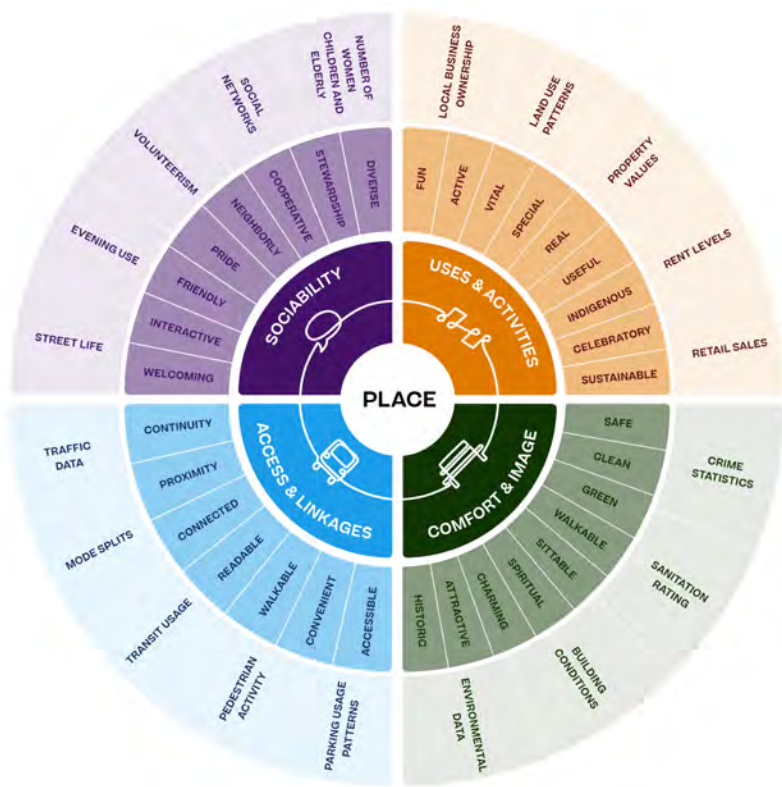 PLACE
SOCIABILITY
USES & ACTIVITIES
ACCESS & LINKAGES
COMFORT & IMAGE
WELCOMING
INTERACTIVE
FRIENDLY
PRIDE
NEIGHBORLY
COOPERATIVE
STEWARDSHIP
DIVERSE
STREET LIFE
EVENING USE
VOLUNTEERISM
SOCIAL
NETWORKS
NUMBER OF
WOMEN
CHILDREN AND
ELDERLY
FUN
ACTIVE
VITAL
SPECIAL
REAL
USEFUL
INDIGENOUS
CELEBRATORY
SUSTAINABLE
LOCAL BUSINESS
OWNERSHIP
LAND USE
PATTERNS
PROPERTY
VALUES
RENT LEVELS
RETAIL SALES
CONTINUITY
PROXIMITY
CONNECTED
READABLE
WALKABLE
CONVENIENT
ACCESSIBLE
TRAFFIC
DATA
MODE SPLITS
TRANSIT USAGE
PEDESTRIAN
ACTIVITY
PARKING USAGE
PATTERNS
SAFE
CLEAN
GREEN
WALKABLE
SITTABLE
SPIRITUAL
CHARMING
ATTRACTIVE
HISTORIC
CRIME
STATISTICS
SANITATION
RATING
BUILDING
CONDITIONS
ENVIRONMENTAL
DATA